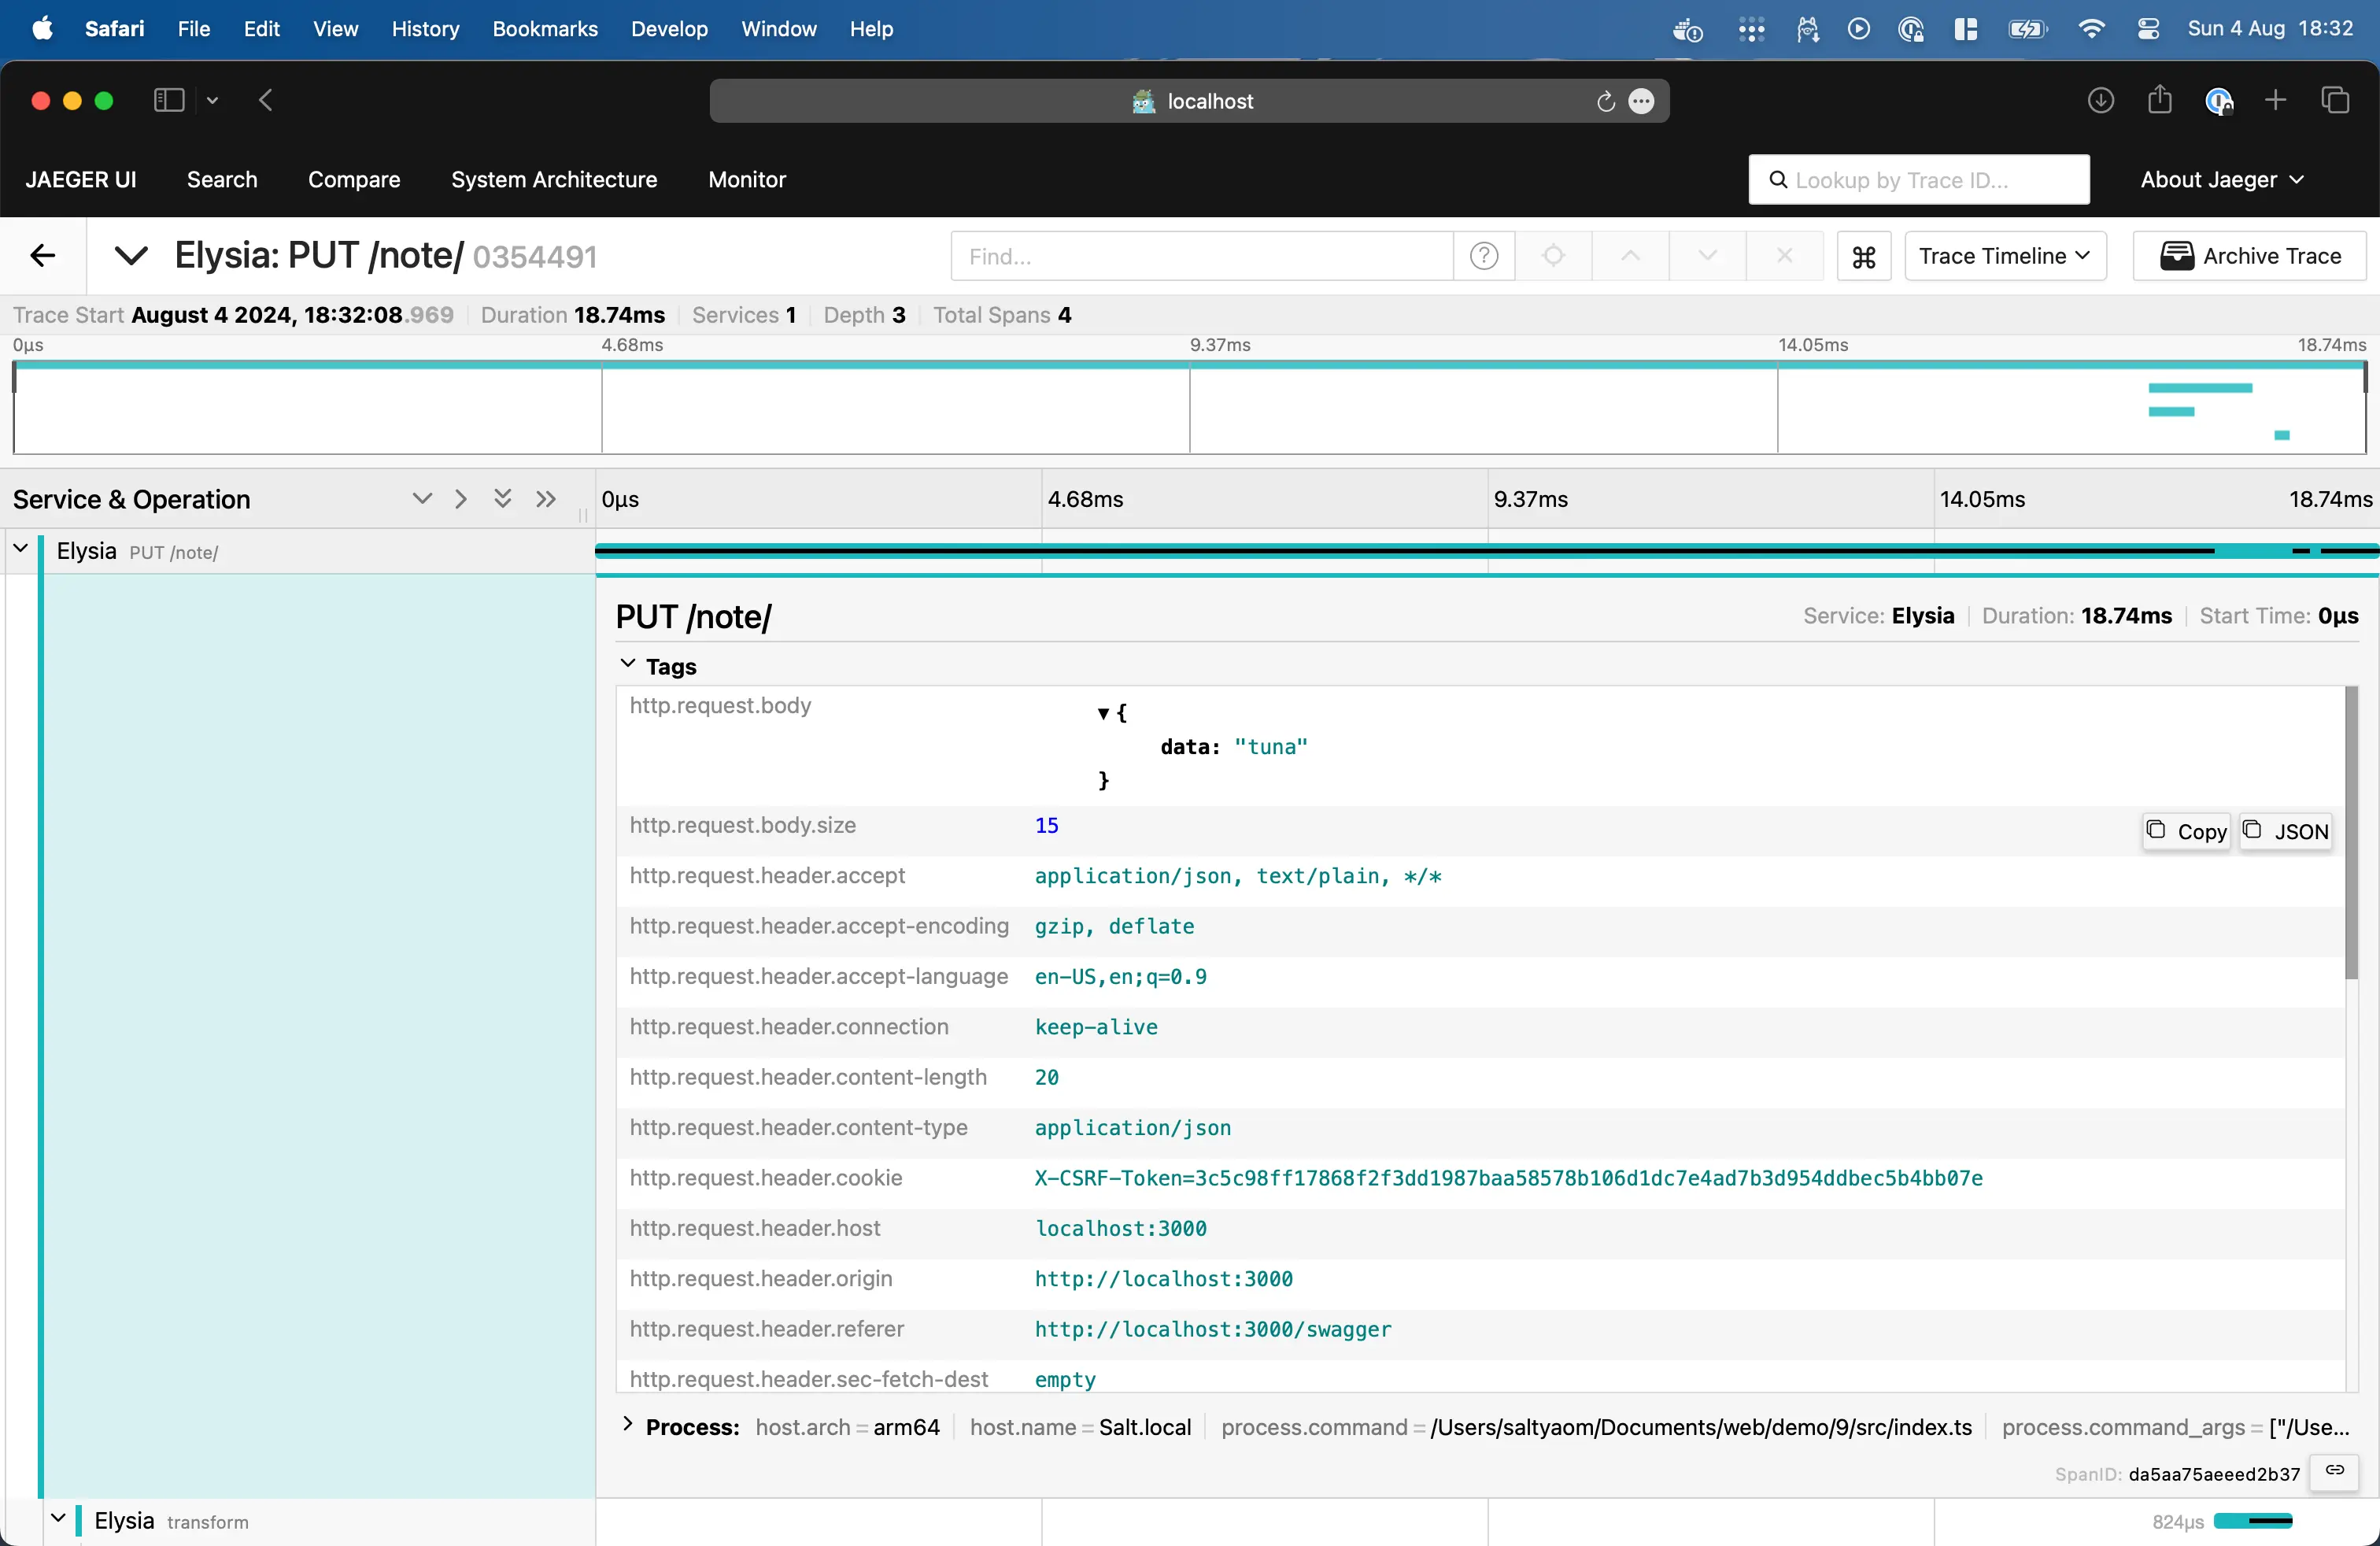 Safari File Edit View History Bookmarks Develop Window Help Sun 4 Aug 18:32
localhost
JAEGER UI Search Compare System Architecture Monitor Lookup by Trace ID... About Jaeger
Elysia: PUT /note/ 0354491 Find... Trace Timeline Archive Trace
Trace Start August 4 2024, 18:32:08.969 Duration 18.74ms Services 1 Depth 3 Total Spans 4
0μs 4.68ms 9.37ms 14.05ms 18.74ms
Service & Operation 0μs 4.68ms 9.37ms 14.05ms 18.74ms
Elysia PUT /note/
PUT /note/ Service: Elysia Duration: 18.74ms Start Time: 0μs
Tags
http.request.body {
data: "tuna"
}
http.request.body.size 15 Copy JSON
http.request.header.accept application/json, text/plain, */*
http.request.header.accept-encoding gzip, deflate
http.request.header.accept-language en-US,en;q=0.9
http.request.header.connection keep-alive
http.request.header.content-length 20
http.request.header.content-type application/json
http.request.header.cookie X-CSRF-Token=3c5c98ff17868f2f3dd1987baa58578b106d1dc7e4ad7b3d954ddbec5b4bb07e
http.request.header.host localhost:3000
http.request.header.origin http://localhost:3000
http.request.header.referer http://localhost:3000/swagger
http.request.header.sec-fetch-dest empty
Process: host.arch = arm64 host.name = Salt.local process.command = /Users/saltyaom/Documents/web/demo/9/src/index.ts process.command_args = ["/Use...
SpanID: da5aa75aeeed2b37
Elysia transform 824μs